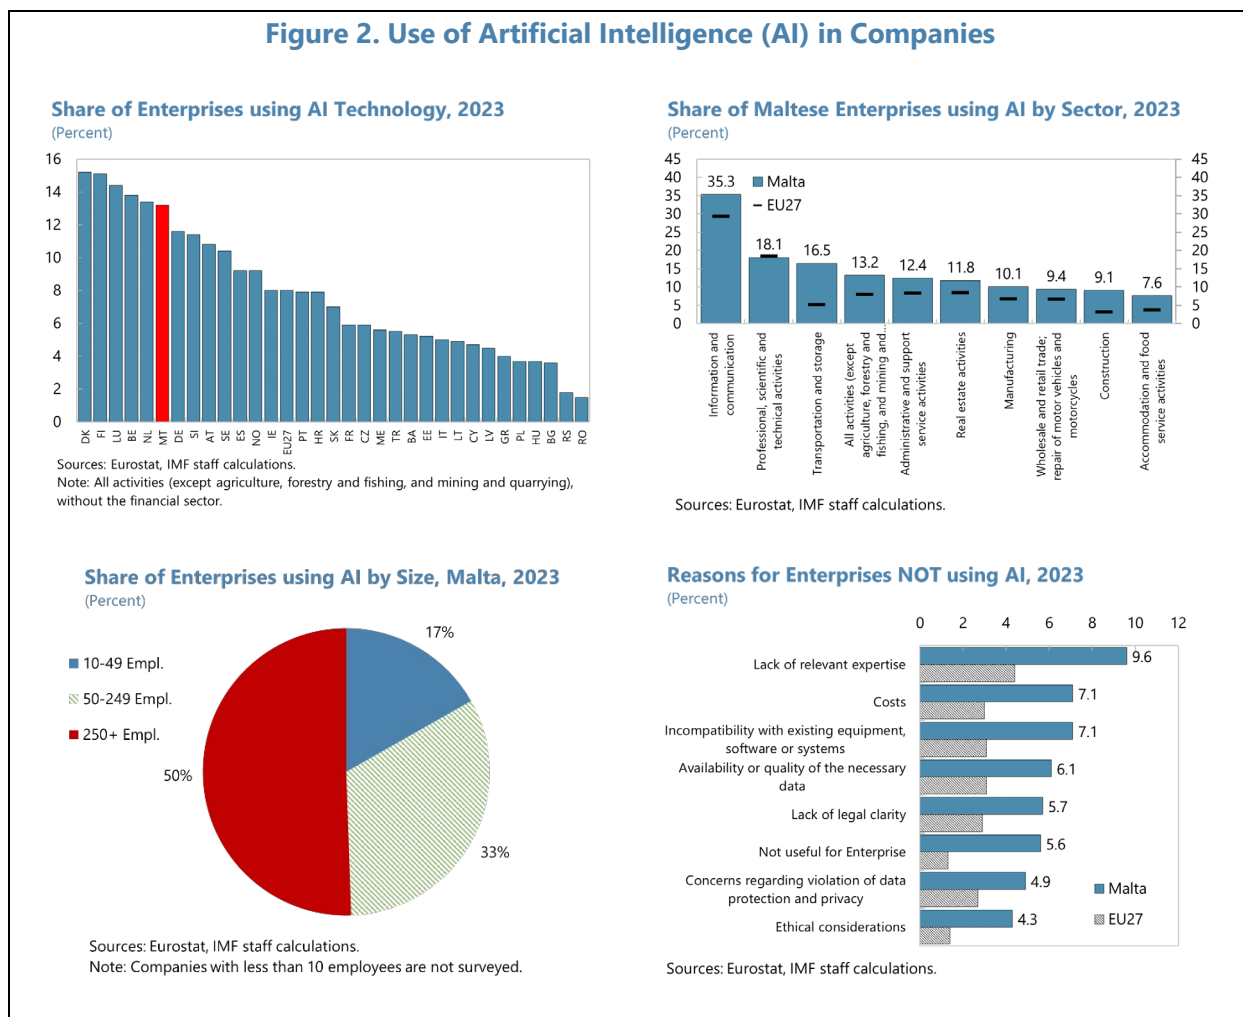 Figure 2. Use of Artificial Intelligence (AI) in Companies
Share of Enterprises using AI Technology, 2023
(Percent)
16
14
12
10
8
6
4
2
0
DK
FI
LU
BE
NL
MT
DE
SI
AT
SE
ES
NO
IE
EU27
PT
HR
SK
FR
CZ
ME
TR
BA
EE
IT
LT
CY
LV
GR
PL
HU
BG
RS
RO
Sources: Eurostat, IMF staff calculations.
Note: All activities (except agriculture, forestry and fishing, and mining and quarrying),
without the financial sector.
Share of Maltese Enterprises using AI by Sector, 2023
(Percent)
45
40
35
30
25
20
15
10
5
0
45
40
35
30
25
20
15
10
5
0
Malta
EU27
35.3
18.1
16.5
13.2
12.4
11.8
10.1
9.4
9.1
7.6
Information and
communication
Professional, scientific and
technical activities
Transportation and storage
All activities (except
agriculture, forestry and
fishing, and mining and...
Administrative and support
service activities
Real estate activities
Manufacturing
Wholesale and retail trade;
repair of motor vehicles and
motorcycles
Construction
Accommodation and food
service activities
Sources: Eurostat, IMF staff calculations.
Share of Enterprises using AI by Size, Malta, 2023
(Percent)
10-49 Empl.
50-249 Empl.
250+ Empl.
17%
33%
50%
Sources: Eurostat, IMF staff calculations.
Note: Companies with less than 10 employees are not surveyed.
Reasons for Enterprises NOT using AI, 2023
(Percent)
0 2 4 6 8 10 12
Lack of relevant expertise
9.6
Costs
7.1
Incompatibility with existing equipment,
software or systems
7.1
Availability or quality of the necessary
data
6.1
Lack of legal clarity
5.7
Not useful for Enterprise
5.6
Concerns regarding violation of data
protection and privacy
4.9
Ethical considerations
4.3
Malta
EU27
Sources: Eurostat, IMF staff calculations.